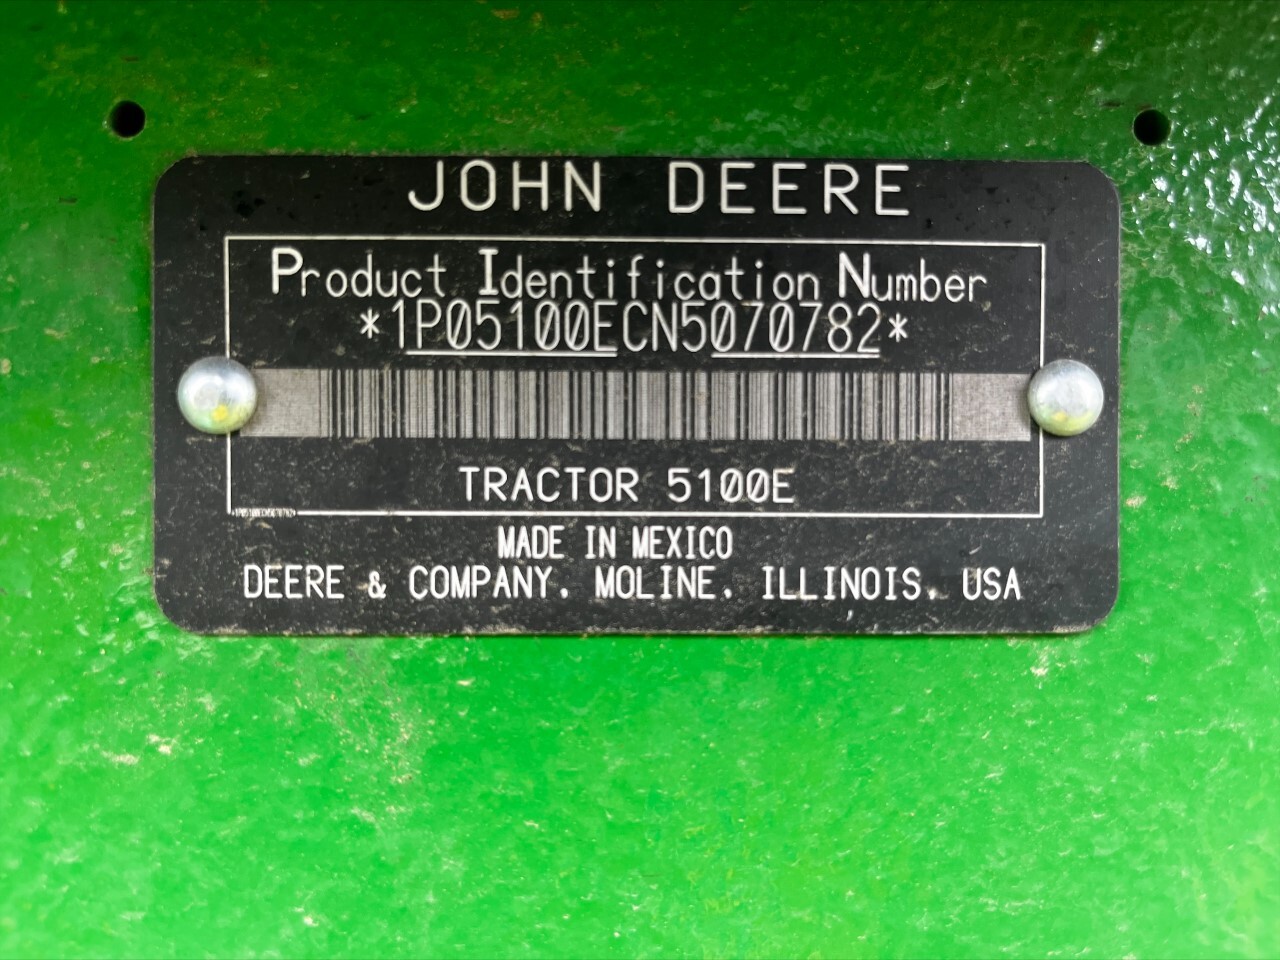 JOHN DEERE
Product Identification Number
*1P05100ECN5070782*
TRACTOR 5100E
MADE IN MEXICO
DEERE & COMPANY. MOLINE. ILLINOIS. USA